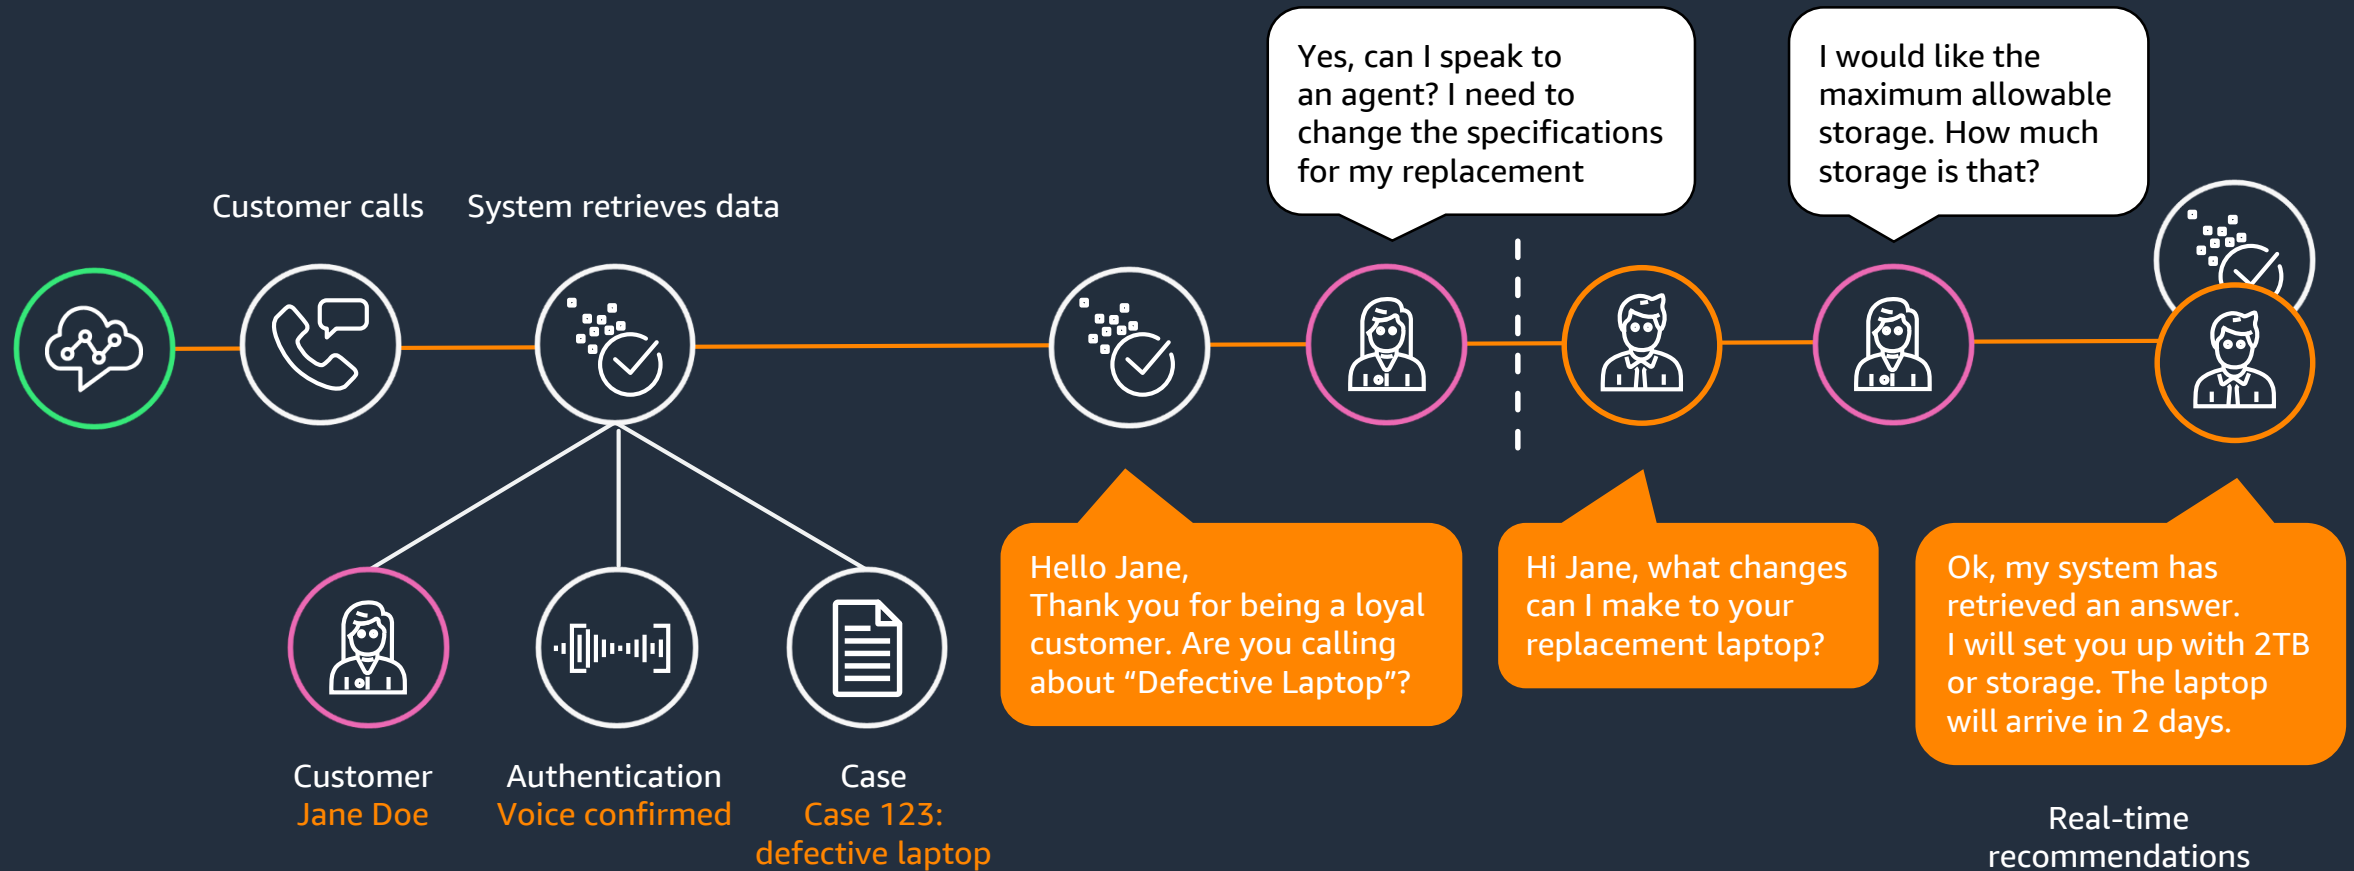 Yes, can I speak to
an agent? I need to
change the specifications
for my replacement
I would like the
maximum allowable
storage. How much
storage is that?
Customer calls
System retrieves data
Hello Jane,
Thank you for being a loyal
customer. Are you calling
about “Defective Laptop”?
Hi Jane, what changes
can I make to your
replacement laptop?
Ok, my system has
retrieved an answer.
I will set you up with 2TB
or storage. The laptop
will arrive in 2 days.
Customer
Jane Doe
Authentication
Voice confirmed
Case
Case 123:
defective laptop
Real-time
recommendations